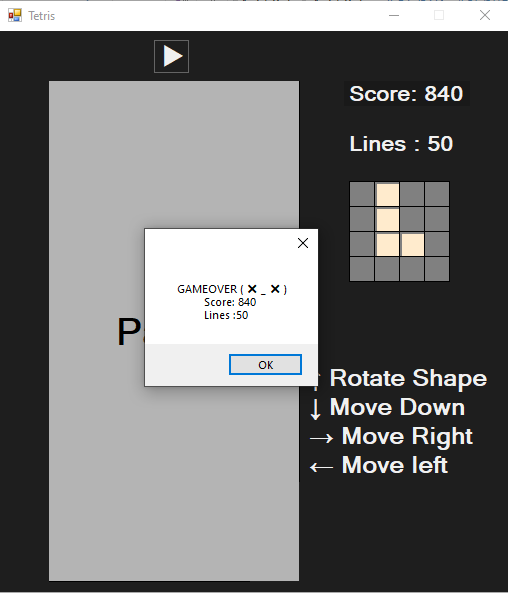 Tetris
Score: 840
Lines : 50
GAMEOVER ( ✕ _ ✕ )
Score: 840
Lines :50
OK
↑ Rotate Shape
↓ Move Down
→ Move Right
← Move left